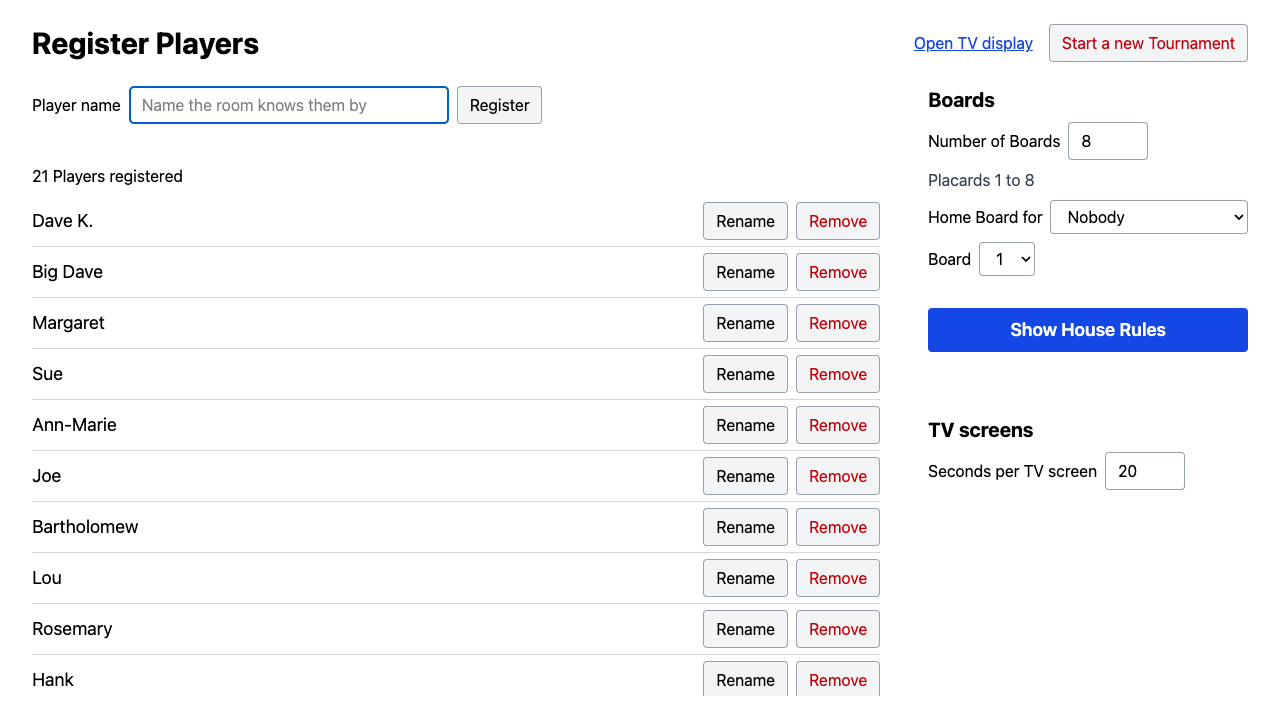 Register Players
Open TV display
Start a new Tournament
Player name
Name the room knows them by
Register
21 Players registered
Dave K. Rename Remove
Big Dave Rename Remove
Margaret Rename Remove
Sue Rename Remove
Ann-Marie Rename Remove
Joe Rename Remove
Bartholomew Rename Remove
Lou Rename Remove
Rosemary Rename Remove
Hank Rename Remove
Boards
Number of Boards 8
Placards 1 to 8
Home Board for Nobody
Board 1
Show House Rules
TV screens
Seconds per TV screen 20